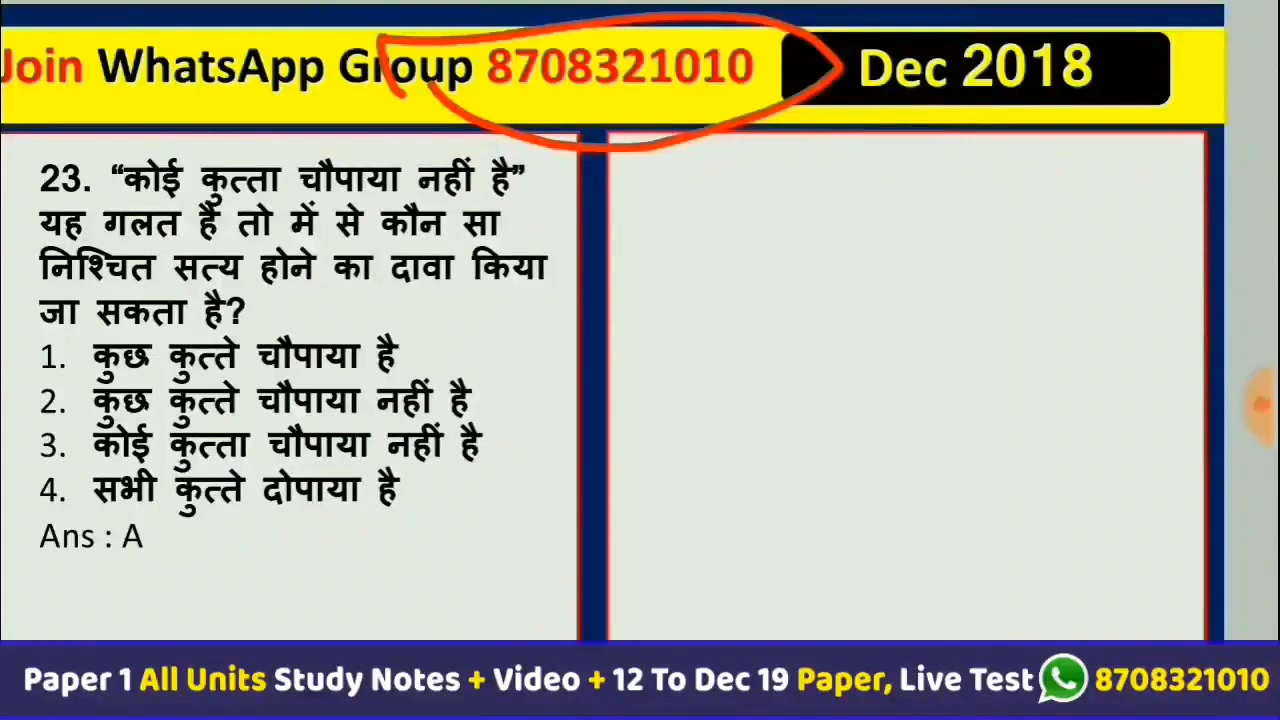 Join WhatsApp Group 8708321010
Dec 2018
23. “कोई कुत्ता चौपाया नहीं है”
यह गलत है तो में से कौन सा
निश्चित सत्य होने का दावा किया
जा सकता है?
1. कुछ कुत्ते चौपाया है
2. कुछ कुत्ते चौपाया नहीं है
3. कोई कुत्ता चौपाया नहीं है
4. सभी कुत्ते दोपाया है
Ans : A
Paper 1 All Units Study Notes + Video + 12 To Dec 19 Paper, Live Test 8708321010